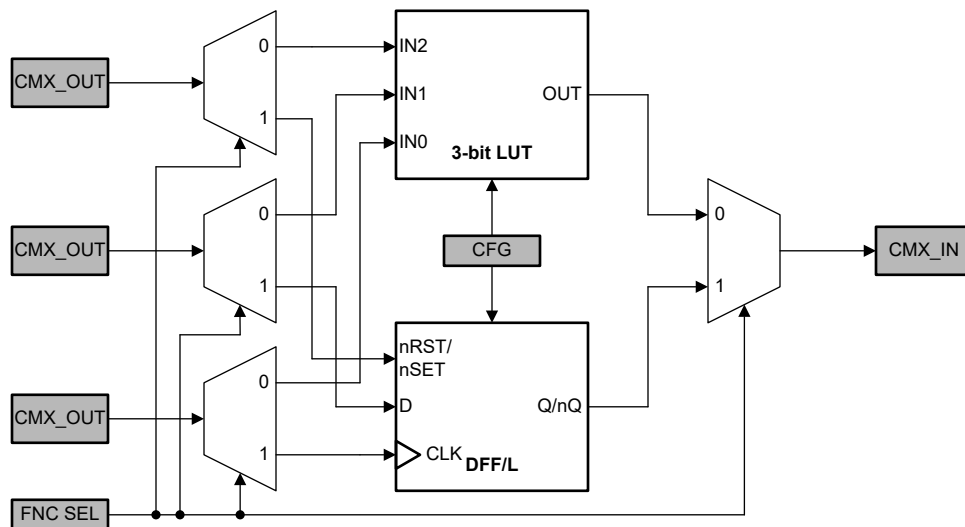 0
IN2
CMX_OUT
IN1
OUT
1
IN0
3-bit LUT
0
0
CMX_OUT
CFG
CMX_IN
1
1
nRST/
nSET
0
CMX_OUT
D
Q/nQ
1
CLK
DFF/L
FNC SEL